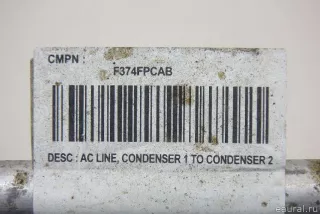 CMPN :
F374FPCAB
DESC : AC LINE, CONDENSER 1 TO CONDENSER 2
© eaural.ru